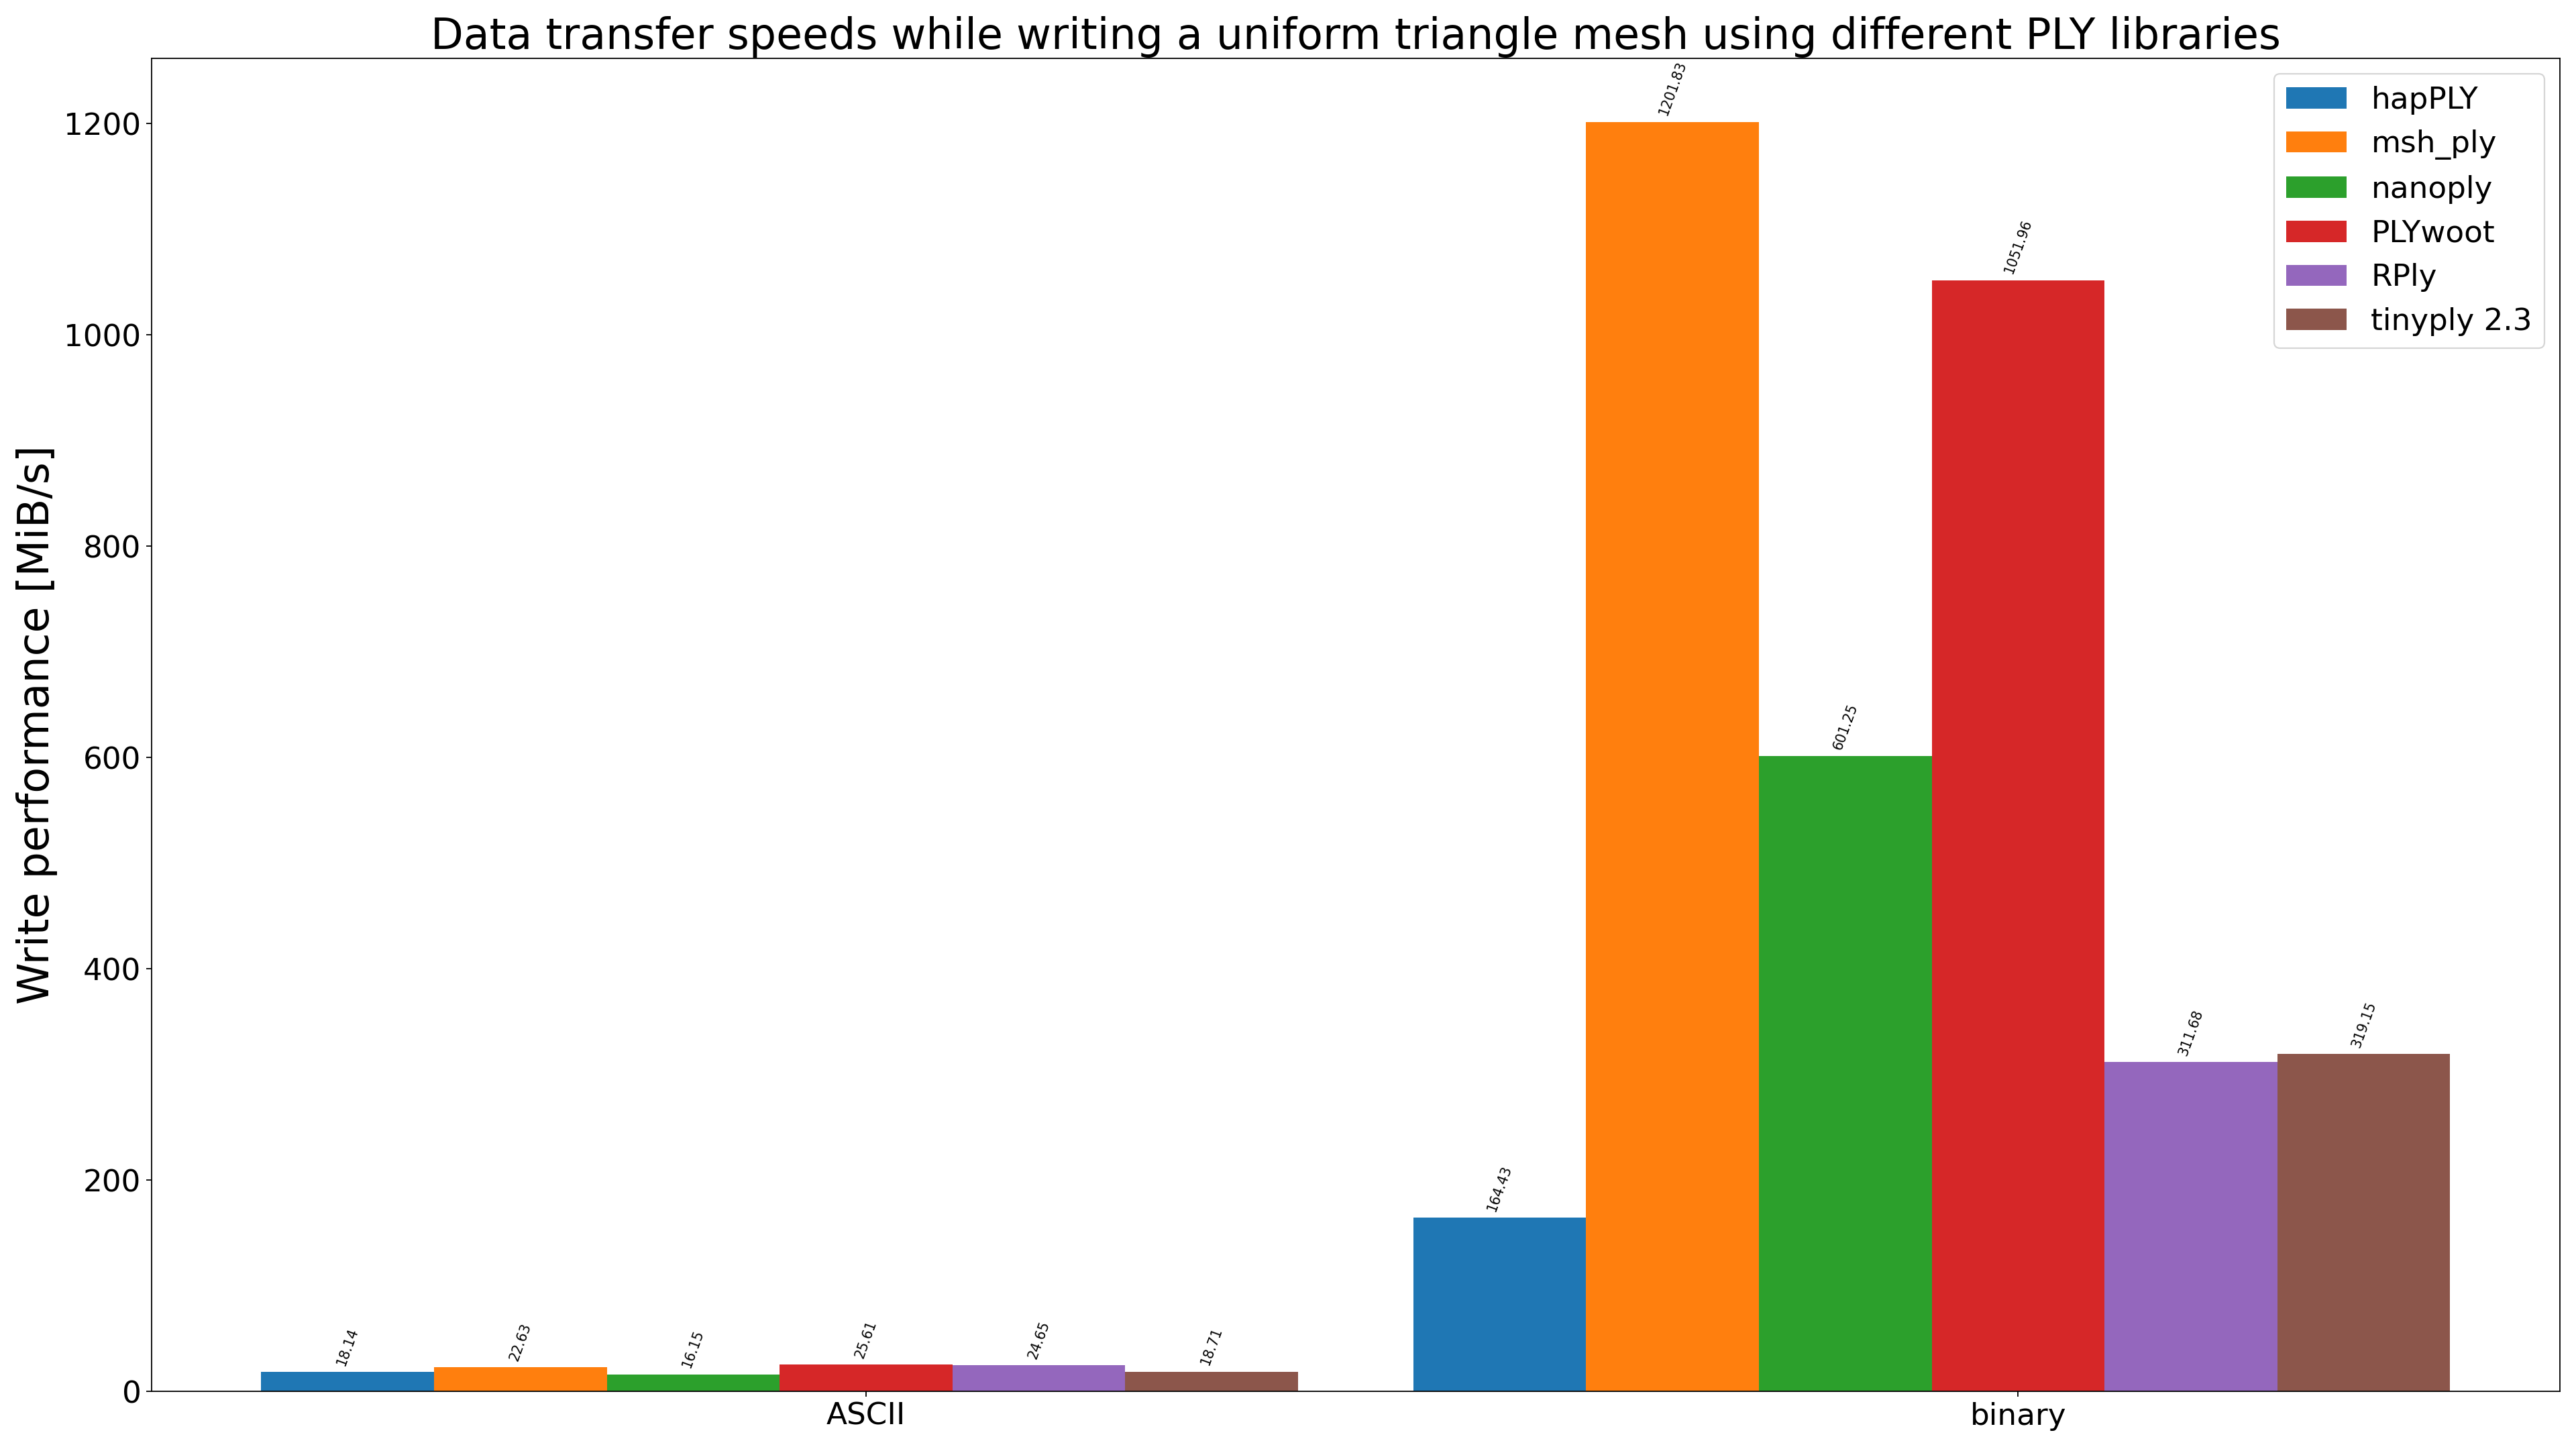 Data transfer speeds while writing a uniform triangle mesh using different PLY libraries
Write performance [MiB/s]
1200
1000
800
600
400
200
0
18.14
22.63
16.15
25.61
24.65
18.71
164.43
1201.83
601.25
1051.96
311.68
319.15
ASCII
binary
hapPLY
msh_ply
nanoply
PLYwoot
RPly
tinyply 2.3